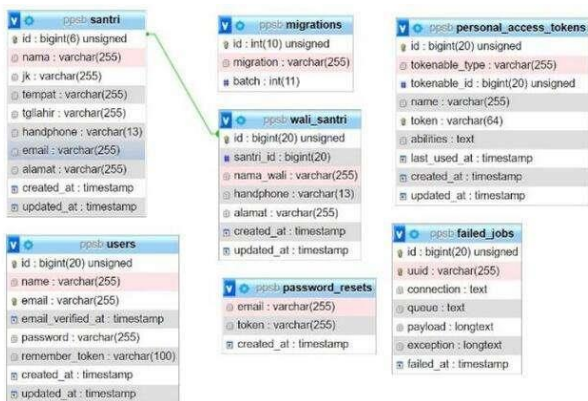 ppsb santri
id : bigint(6) unsigned
nama : varchar(255)
jk : varchar(255)
tempat : varchar(255)
tgllahir : varchar(255)
handphone : varchar(13)
email : varchar(255)
alamat : varchar(255)
created_at : timestamp
updated_at : timestamp
ppsb migrations
id : int(10) unsigned
migration : varchar(255)
batch : int(11)
ppsb personal_access_tokens
id : bigint(20) unsigned
tokenable_type : varchar(255)
tokenable_id : bigint(20) unsigned
name : varchar(255)
token : varchar(64)
abilities : text
last_used_at : timestamp
created_at : timestamp
updated_at : timestamp
ppsb wali_santri
id : bigint(20) unsigned
santri_id : bigint(20)
nama_wali : varchar(255)
handphone : varchar(13)
alamat : varchar(255)
created_at : timestamp
updated_at : timestamp
ppsb users
id : bigint(20) unsigned
name : varchar(255)
email : varchar(255)
email_verified_at : timestamp
password : varchar(255)
remember_token : varchar(100)
created_at : timestamp
updated_at : timestamp
ppsb password_resets
email : varchar(255)
token : varchar(255)
created_at : timestamp
ppsb failed_jobs
id : bigint(20) unsigned
uuid : varchar(255)
connection : text
queue : text
payload : longtext
exception : longtext
failed_at : timestamp